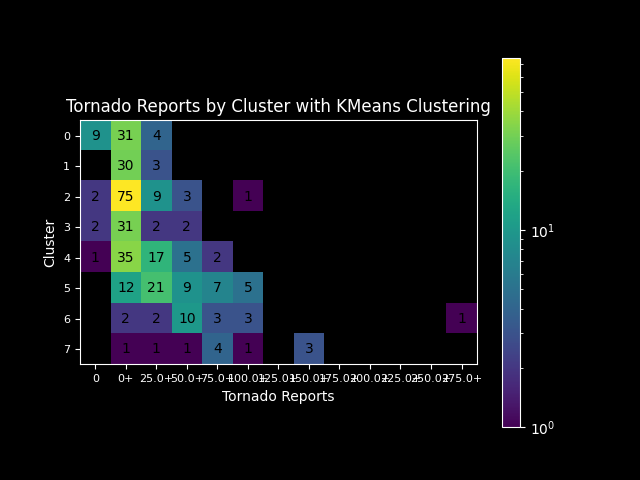 Tornado Reports by Cluster with KMeans Clustering
0 9 31 4
1 30 3
2 2 75 9 3 1
3 2 31 2 2
4 1 35 17 5 2
5 12 21 9 7 5
6 2 2 10 3 3 1
7 1 1 1 4 1 3
Cluster
0 0+ 25.0+ 50.0+ 75.0+ 100.0+ 125.0+ 150.0+ 175.0+ 200.0+ 225.0+ 250.0+ 275.0+
Tornado Reports
10¹
10⁰